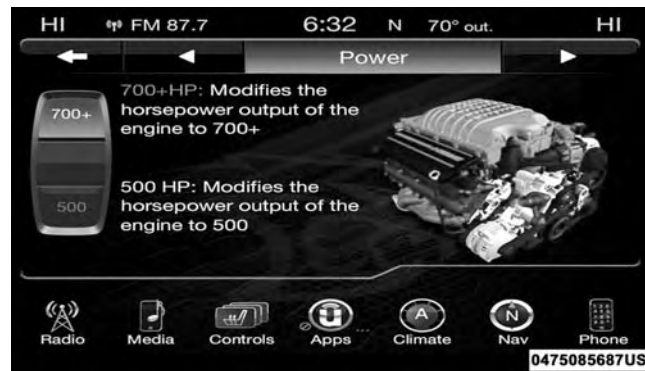 HI FM 87.7 6:32 N 70° out. HI
Power
700+
500
700+HP: Modifies the
horsepower output of the
engine to 700+
500 HP: Modifies the
horsepower output of the
engine to 500
Radio Media Controls Apps Climate Nav Phone
A N
0475085687US